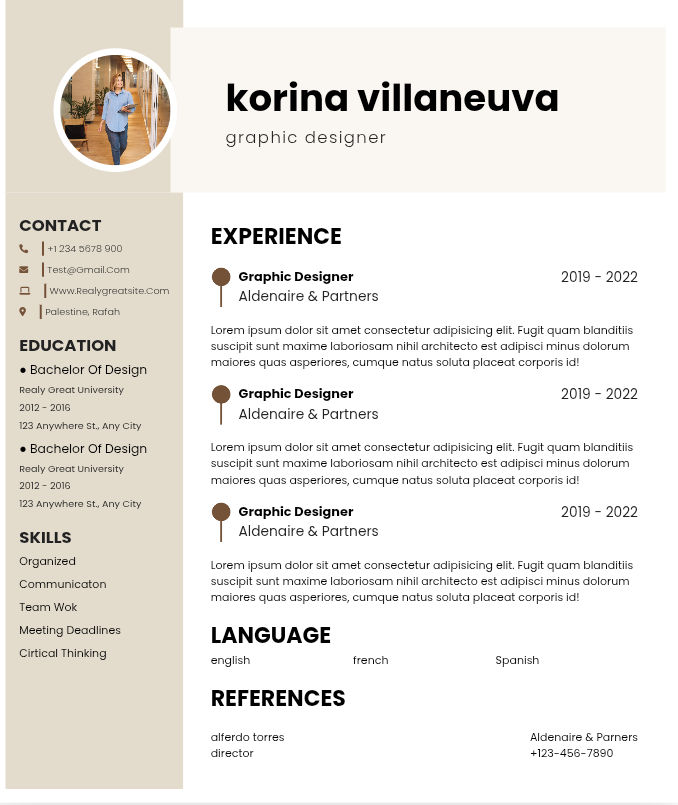 korina villaneuva
graphic designer
CONTACT
+1 234 5678 900
Test@Gmail.Com
Www.Realygreatsite.Com
Palestine, Rafah
EDUCATION
● Bachelor Of Design
Realy Great University
2012 - 2016
123 Anywhere St., Any City
● Bachelor Of Design
Realy Great University
2012 - 2016
123 Anywhere St., Any City
SKILLS
Organized
Communicaton
Team Wok
Meeting Deadlines
Cirtical Thinking
EXPERIENCE
Graphic Designer 2019 - 2022
Aldenaire & Partners
Lorem ipsum dolor sit amet consectetur adipisicing elit. Fugit quam blanditiis
suscipit sunt maxime laboriosam nihil architecto est adipisci minus dolorum
maiores quas asperiores, cumque natus soluta placeat corporis id!
Graphic Designer 2019 - 2022
Aldenaire & Partners
Lorem ipsum dolor sit amet consectetur adipisicing elit. Fugit quam blanditiis
suscipit sunt maxime laboriosam nihil architecto est adipisci minus dolorum
maiores quas asperiores, cumque natus soluta placeat corporis id!
Graphic Designer 2019 - 2022
Aldenaire & Partners
Lorem ipsum dolor sit amet consectetur adipisicing elit. Fugit quam blanditiis
suscipit sunt maxime laboriosam nihil architecto est adipisci minus dolorum
maiores quas asperiores, cumque natus soluta placeat corporis id!
LANGUAGE
english french Spanish
REFERENCES
alferdo torres Aldenaire & Parners
director +123-456-7890